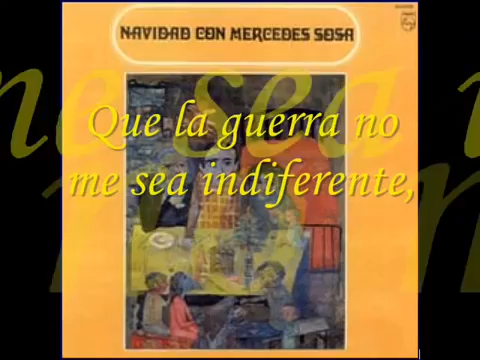 NAVIDAD CON MERCEDES SOSA
Que la guerra no
me sea indiferente,